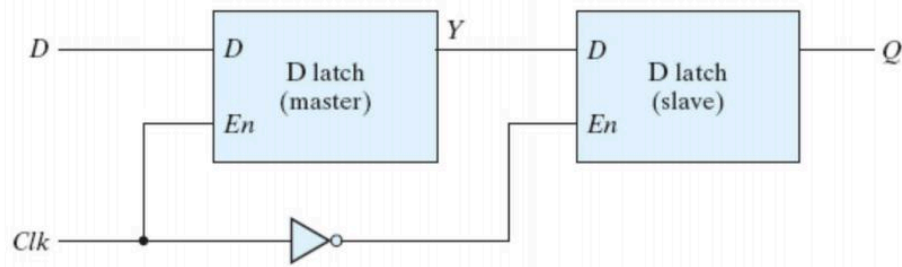 D
D
D latch
(master)
En
Y
D
D latch
(slave)
En
Q
Clk